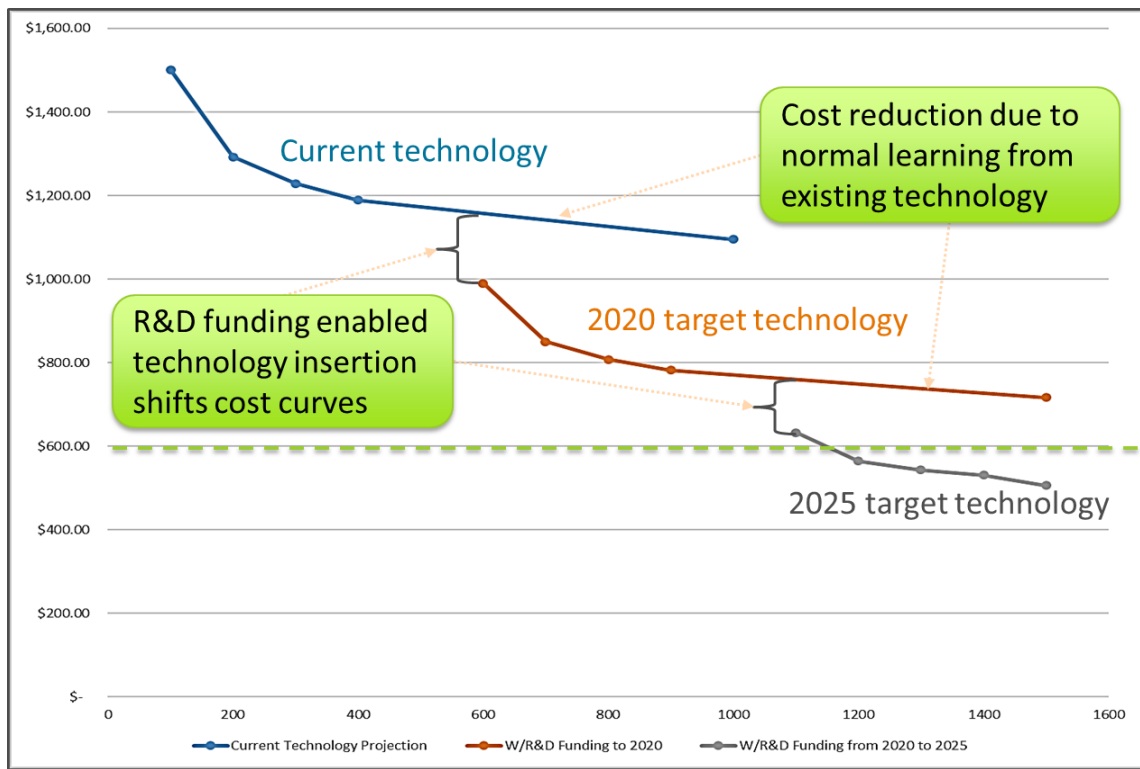 $1,600.00
$1,400.00
$1,200.00
$1,000.00
$800.00
$600.00
$400.00
$200.00
$-
0 200 400 600 800 1000 1200 1400 1600
Current technology
Cost reduction due to
normal learning from
existing technology
R&D funding enabled
technology insertion
shifts cost curves
2020 target technology
2025 target technology
Current Technology Projection W/R&D Funding to 2020 W/R&D Funding from 2020 to 2025